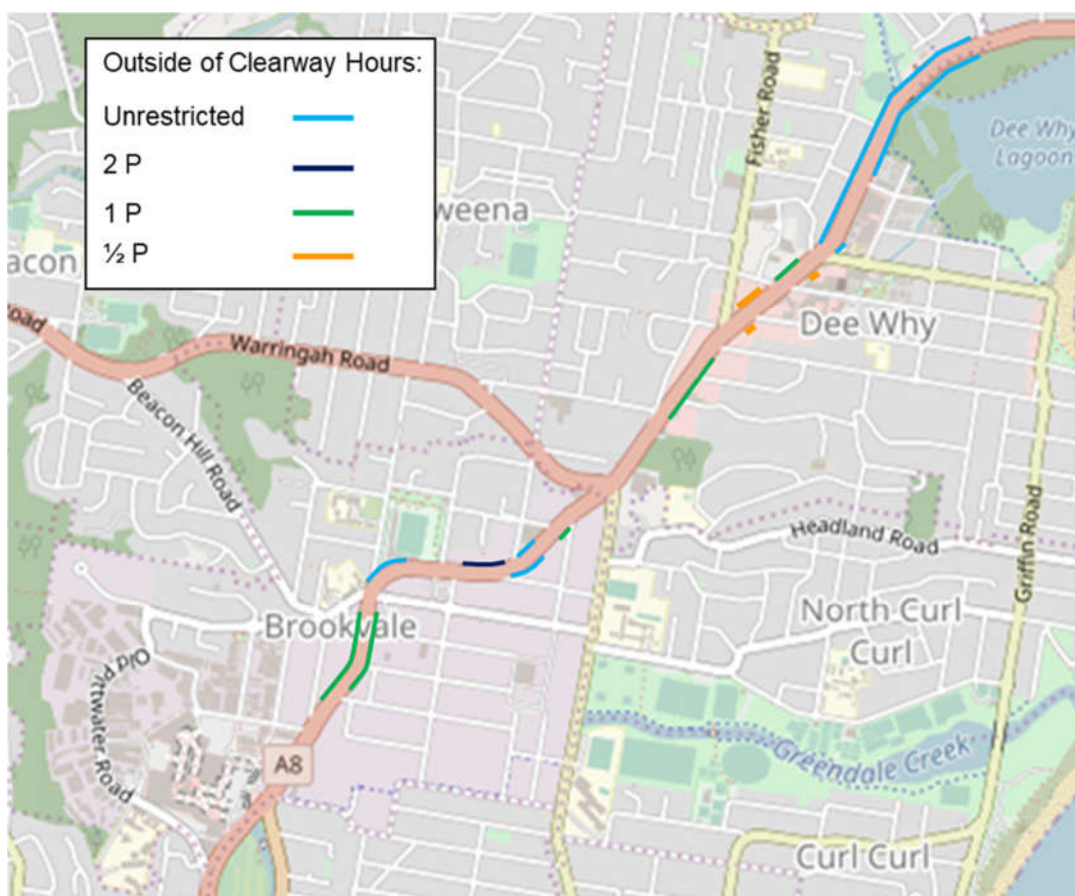 Outside of Clearway Hours:
Unrestricted
2 P
1 P
½ P
Fisher Road
Dee Why
Lagoon
weena
acon
Road
Warringah Road
Dee Why
Beacon Hill Road
Headland Road
Griffin Road
Brookvale
North Curl
Curl
Old Pittwater Road
A8
Greendale Creek
Curl Curl